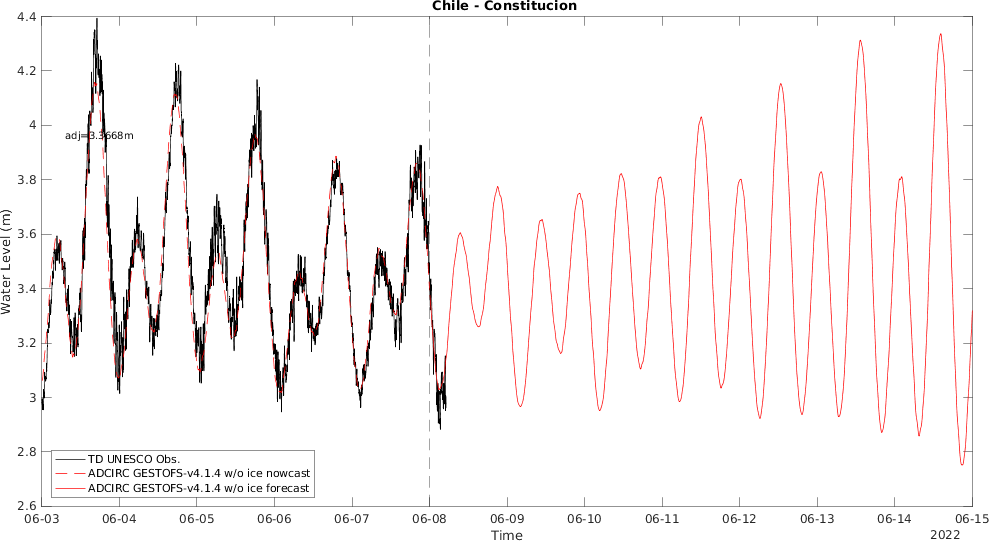 Chile - Constitucion
4.4
4.2
4
3.8
3.6
3.4
3.2
3
2.8
2.6
Water Level (m)
adj=3.3668m
TD UNESCO Obs.
ADCIRC GESTOFS-v4.1.4 w/o ice nowcast
ADCIRC GESTOFS-v4.1.4 w/o ice forecast
06-03 06-04 06-05 06-06 06-07 06-08 06-09 06-10 06-11 06-12 06-13 06-14 06-15
Time
2022